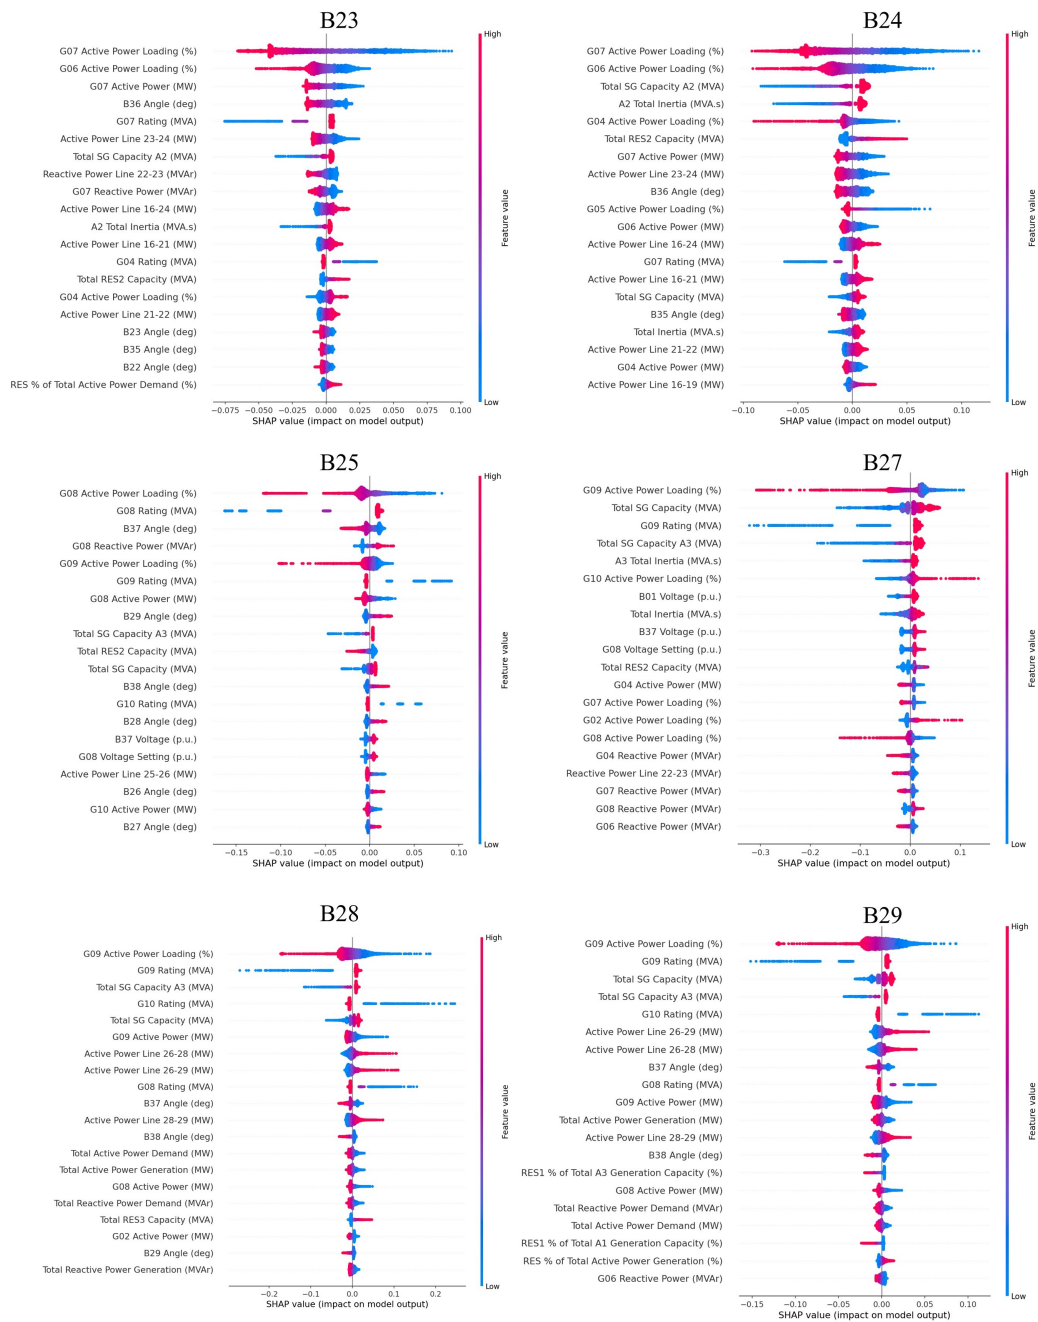 B23
High
G07 Active Power Loading (%)
G06 Active Power Loading (%)
G07 Active Power (MW)
B36 Angle (deg)
G07 Rating (MVA)
Active Power Line 23-24 (MW)
Total SG Capacity A2 (MVA)
Reactive Power Line 22-23 (MVAr)
G07 Reactive Power (MVAr)
Active Power Line 16-24 (MW)
A2 Total Inertia (MVA.s)
Active Power Line 16-21 (MW)
G04 Rating (MVA)
Total RES2 Capacity (MVA)
G04 Active Power Loading (%)
Active Power Line 21-22 (MW)
B23 Angle (deg)
B35 Angle (deg)
B22 Angle (deg)
RES % of Total Active Power Demand (%)
Feature value
Low
−0.075 −0.050 −0.025 0.000 0.025 0.050 0.075 0.100
SHAP value (impact on model output)
B24
High
G07 Active Power Loading (%)
G06 Active Power Loading (%)
Total SG Capacity A2 (MVA)
A2 Total Inertia (MVA.s)
G04 Active Power Loading (%)
Total RES2 Capacity (MVA)
G07 Active Power (MW)
Active Power Line 23-24 (MW)
B36 Angle (deg)
G05 Active Power Loading (%)
G06 Active Power (MW)
Active Power Line 16-24 (MW)
G07 Rating (MVA)
Active Power Line 16-21 (MW)
Total SG Capacity (MVA)
B35 Angle (deg)
Total Inertia (MVA.s)
Active Power Line 21-22 (MW)
G04 Active Power (MW)
Active Power Line 16-19 (MW)
Feature value
Low
−0.10 −0.05 0.00 0.05 0.10
SHAP value (impact on model output)
B25
High
G08 Active Power Loading (%)
G08 Rating (MVA)
B37 Angle (deg)
G08 Reactive Power (MVAr)
G09 Active Power Loading (%)
G09 Rating (MVA)
G08 Active Power (MW)
B29 Angle (deg)
Total SG Capacity A3 (MVA)
Total RES2 Capacity (MVA)
Total SG Capacity (MVA)
B38 Angle (deg)
G10 Rating (MVA)
B28 Angle (deg)
B37 Voltage (p.u.)
G08 Voltage Setting (p.u.)
Active Power Line 25-26 (MW)
B26 Angle (deg)
G10 Active Power (MW)
B27 Angle (deg)
Feature value
Low
−0.15 −0.10 −0.05 0.00 0.05 0.10
SHAP value (impact on model output)
B27
High
G09 Active Power Loading (%)
Total SG Capacity (MVA)
G09 Rating (MVA)
Total SG Capacity A3 (MVA)
A3 Total Inertia (MVA.s)
G10 Active Power Loading (%)
B01 Voltage (p.u.)
Total Inertia (MVA.s)
B37 Voltage (p.u.)
G08 Voltage Setting (p.u.)
Total RES2 Capacity (MVA)
G04 Active Power (MW)
G07 Active Power Loading (%)
G02 Active Power Loading (%)
G08 Active Power Loading (%)
G04 Reactive Power (MVAr)
Reactive Power Line 22-23 (MVAr)
G07 Reactive Power (MVAr)
G08 Reactive Power (MVAr)
G06 Reactive Power (MVAr)
Feature value
Low
−0.3 −0.2 −0.1 0.0 0.1
SHAP value (impact on model output)
B28
High
G09 Active Power Loading (%)
G09 Rating (MVA)
Total SG Capacity A3 (MVA)
G10 Rating (MVA)
Total SG Capacity (MVA)
G09 Active Power (MW)
Active Power Line 26-28 (MW)
Active Power Line 26-29 (MW)
G08 Rating (MVA)
B37 Angle (deg)
Active Power Line 28-29 (MW)
B38 Angle (deg)
Total Active Power Demand (MW)
Total Active Power Generation (MW)
G08 Active Power (MW)
Total Reactive Power Demand (MVAr)
Total RES3 Capacity (MVA)
G02 Active Power (MW)
B29 Angle (deg)
Total Reactive Power Generation (MVAr)
Feature value
Low
−0.2 −0.1 0.0 0.1 0.2
SHAP value (impact on model output)
B29
High
G09 Active Power Loading (%)
G09 Rating (MVA)
Total SG Capacity (MVA)
Total SG Capacity A3 (MVA)
G10 Rating (MVA)
Active Power Line 26-29 (MW)
Active Power Line 26-28 (MW)
B37 Angle (deg)
G08 Rating (MVA)
G09 Active Power (MW)
Total Active Power Generation (MW)
Active Power Line 28-29 (MW)
B38 Angle (deg)
RES1 % of Total A3 Generation Capacity (%)
G08 Active Power (MW)
Total Reactive Power Demand (MVAr)
Total Active Power Demand (MW)
RES1 % of Total A1 Generation Capacity (%)
RES % of Total Active Power Generation (%)
G06 Reactive Power (MVAr)
Feature value
Low
−0.15 −0.10 −0.05 0.00 0.05 0.10
SHAP value (impact on model output)